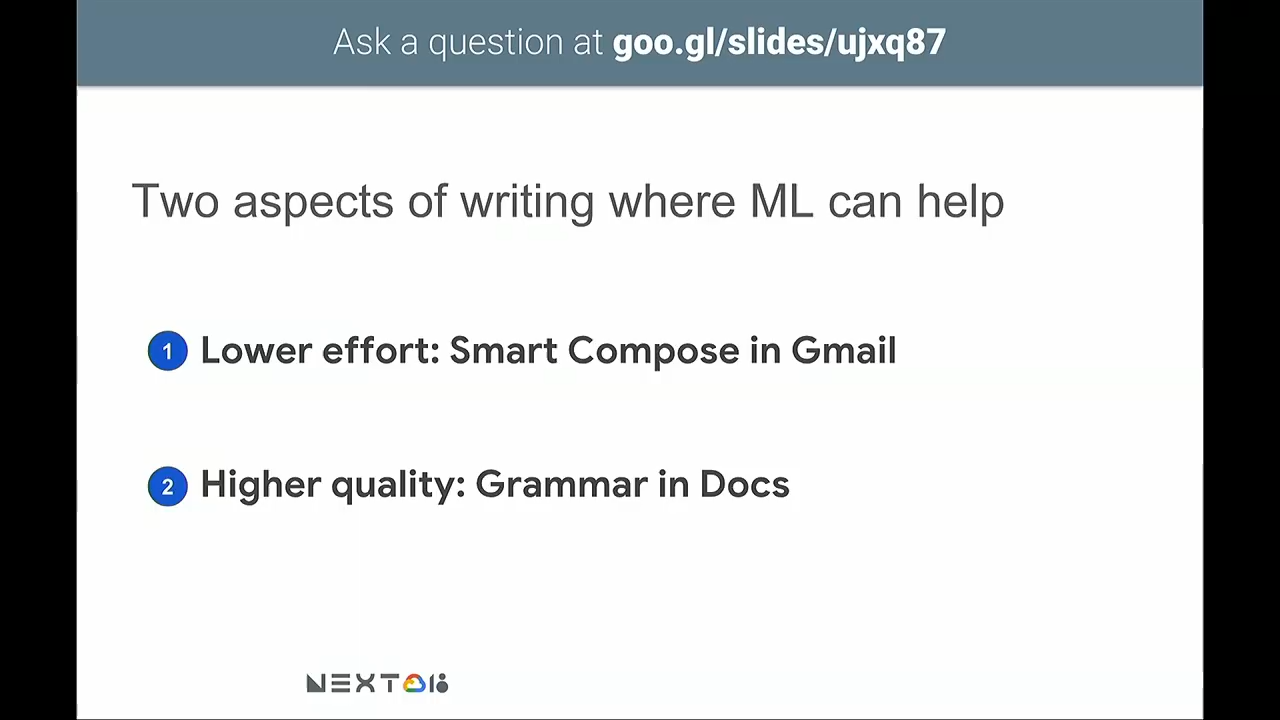 Ask a question at goo.gl/slides/ujxq87
Two aspects of writing where ML can help
1 Lower effort: Smart Compose in Gmail
2 Higher quality: Grammar in Docs
NEXT 18